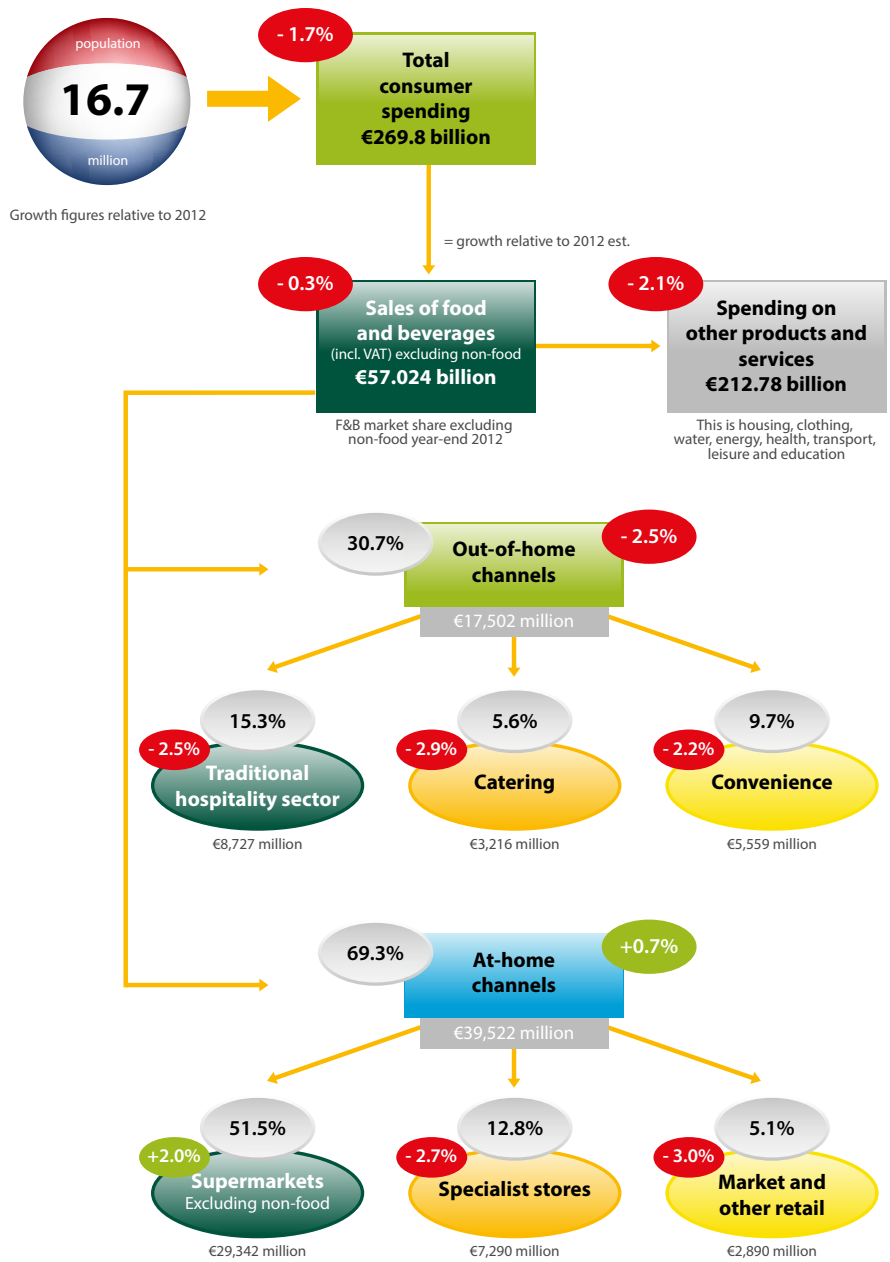 population
16.7
million
Growth figures relative to 2012
- 1.7%
Total
consumer
spending
€269.8 billion
= growth relative to 2012 est.
- 0.3%
Sales of food
and beverages
(incl. VAT) excluding non-food
€57.024 billion
F&B market share excluding
non-food year-end 2012
- 2.1%
Spending on
other products and
services
€212.78 billion
This is housing, clothing,
water, energy, health, transport,
leisure and education
30.7%
Out-of-home
channels
- 2.5%
€17,502 million
15.3%
- 2.5%
Traditional
hospitality sector
€8,727 million
5.6%
- 2.9%
Catering
€3,216 million
9.7%
- 2.2%
Convenience
€5,559 million
69.3%
At-home
channels
+0.7%
€39,522 million
51.5%
+2.0%
Supermarkets
Excluding non-food
€29,342 million
12.8%
- 2.7%
Specialist stores
€7,290 million
5.1%
- 3.0%
Market and
other retail
€2,890 million